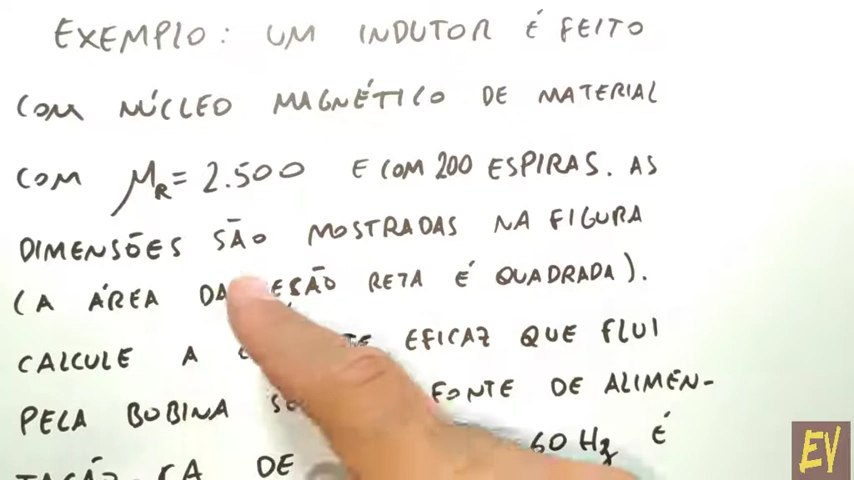 EXEMPLO: UM INDUTOR É FEITO
COM NÚCLEO MAGNÉTICO DE MATERIAL
COM μR = 2.500 E COM 200 ESPIRAS. AS
DIMENSÕES SÃO MOSTRADAS NA FIGURA
(A ÁREA RETA É QUADRADA).
CALCULE A EFICAZ QUE FLUI
PELA BOBINA FONTE DE ALIMEN-
DE 60 Hz É
EV